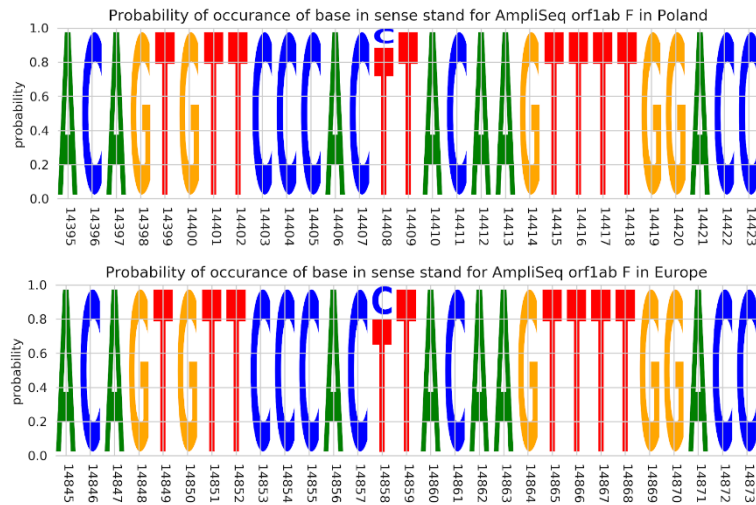 Probability of occurance of base in sense stand for AmpliSeq orf1ab F in Poland
probability
1.0
0.8
0.6
0.4
0.2
0.0
C
A C A G T G T T C C C A C T T A C A A G T T T T G G A C C
14395 14396 14397 14398 14399 14400 14401 14402 14403 14404 14405 14406 14407 14408 14409 14410 14411 14412 14413 14414 14415 14416 14417 14418 14419 14420 14421 14422 14423
Probability of occurance of base in sense stand for AmpliSeq orf1ab F in Europe
probability
1.0
0.8
0.6
0.4
0.2
0.0
C
A C A G T G T T C C C A C T T A C A A G T T T T G G A C C
14845 14846 14847 14848 14849 14850 14851 14852 14853 14854 14855 14856 14857 14858 14859 14860 14861 14862 14863 14864 14865 14866 14867 14868 14869 14870 14871 14872 14873